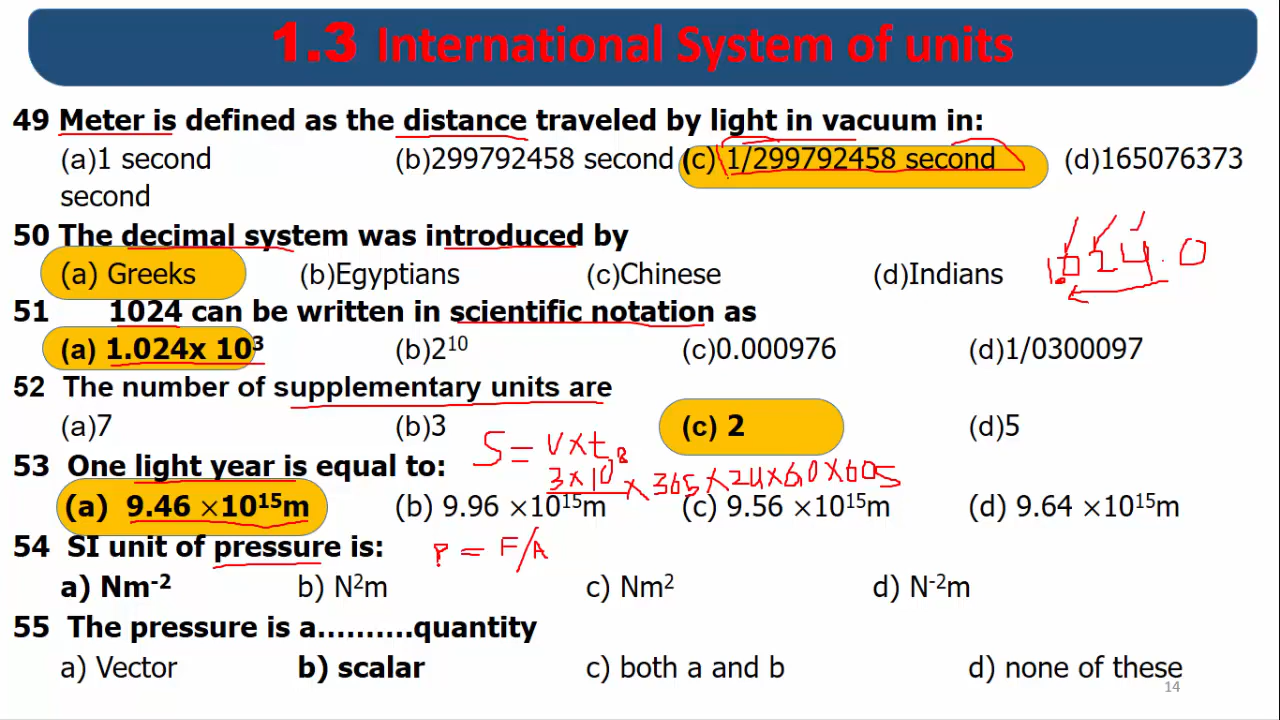 1.3 International System of units
49 Meter is defined as the distance traveled by light in vacuum in:
(a)1 second (b)299792458 second (c) 1/299792458 second (d)165076373
second
50 The decimal system was introduced by
(a) Greeks (b)Egyptians (c)Chinese (d)Indians
51 1024 can be written in scientific notation as
(a) 1.024x 10³ (b)2¹⁰ (c)0.000976 (d)1/0300097
52 The number of supplementary units are
(a)7 (b)3 (c) 2 (d)5
S = v×t
53 One light year is equal to:
3×10⁸ × 365 × 24×60×60S
(a) 9.46 ×10¹⁵m (b) 9.96 ×10¹⁵m (c) 9.56 ×10¹⁵m (d) 9.64 ×10¹⁵m
54 SI unit of pressure is: P = F/A
a) Nm⁻² b) N²m c) Nm² d) N⁻²m
55 The pressure is a..........quantity
a) Vector b) scalar c) both a and b d) none of these
14